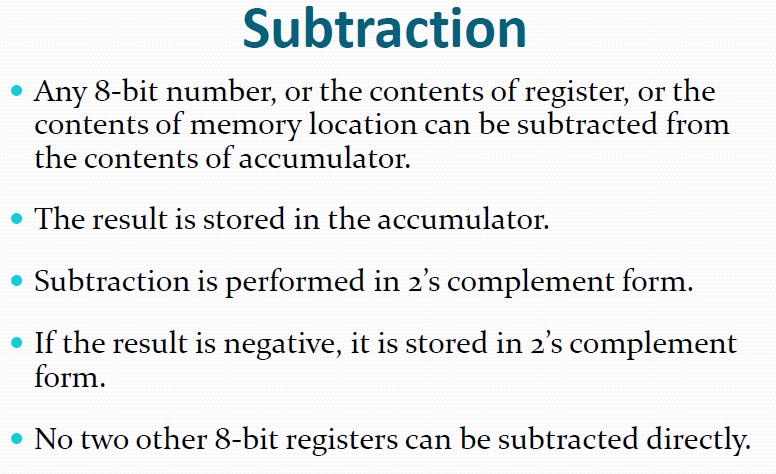 Subtraction
• Any 8-bit number, or the contents of register, or the
contents of memory location can be subtracted from
the contents of accumulator.
• The result is stored in the accumulator.
• Subtraction is performed in 2’s complement form.
• If the result is negative, it is stored in 2’s complement
form.
• No two other 8-bit registers can be subtracted directly.